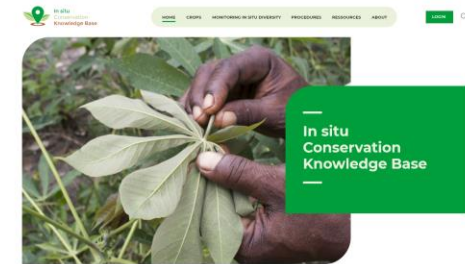 In situ
Conservation
Knowledge Base
HOME CROPS MONITORING IN SITU DIVERSITY PROCEDURES RESSOURCES ABOUT
LOGIN
In situ
Conservation
Knowledge Base